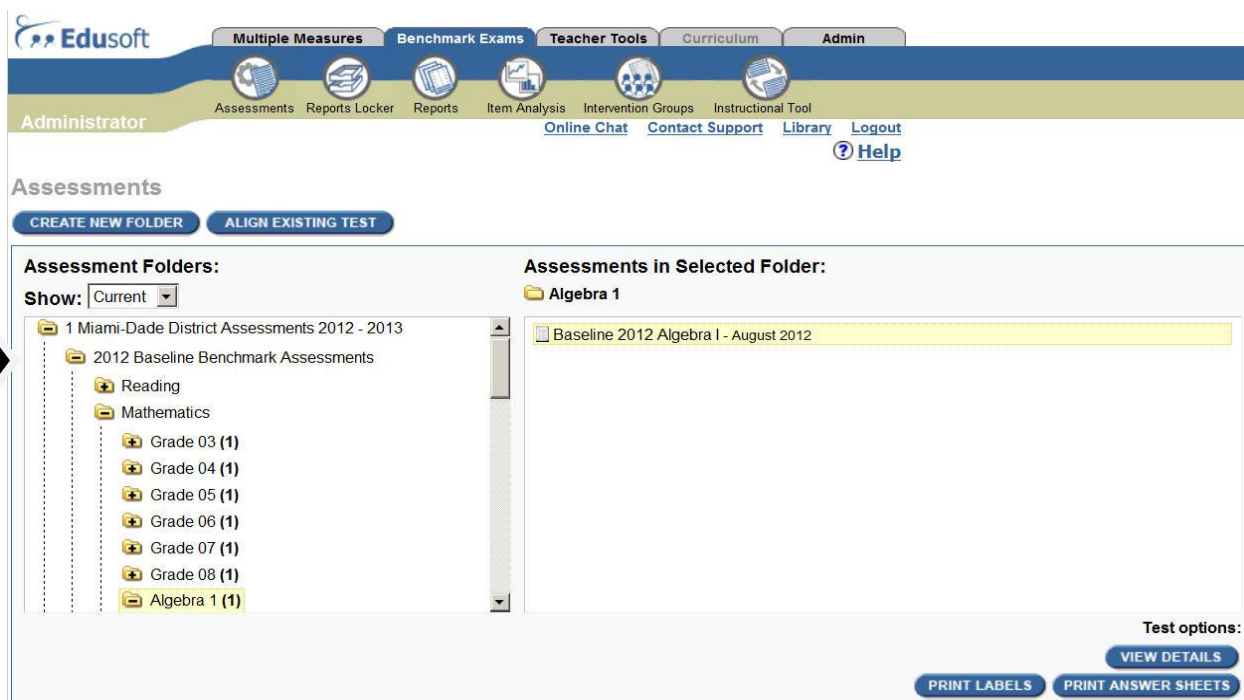 Edusoft
Multiple Measures Benchmark Exams Teacher Tools Curriculum Admin
Assessments Reports Locker Reports Item Analysis Intervention Groups Instructional Tool
Administrator
Online Chat Contact Support Library Logout
? Help
Assessments
CREATE NEW FOLDER ALIGN EXISTING TEST
Assessment Folders: Assessments in Selected Folder:
Show: Current Algebra 1
1 Miami-Dade District Assessments 2012 - 2013 Baseline 2012 Algebra I - August 2012
2012 Baseline Benchmark Assessments
Reading
Mathematics
Grade 03 (1)
Grade 04 (1)
Grade 05 (1)
Grade 06 (1)
Grade 07 (1)
Grade 08 (1)
Algebra 1 (1)
Test options:
VIEW DETAILS
PRINT LABELS PRINT ANSWER SHEETS